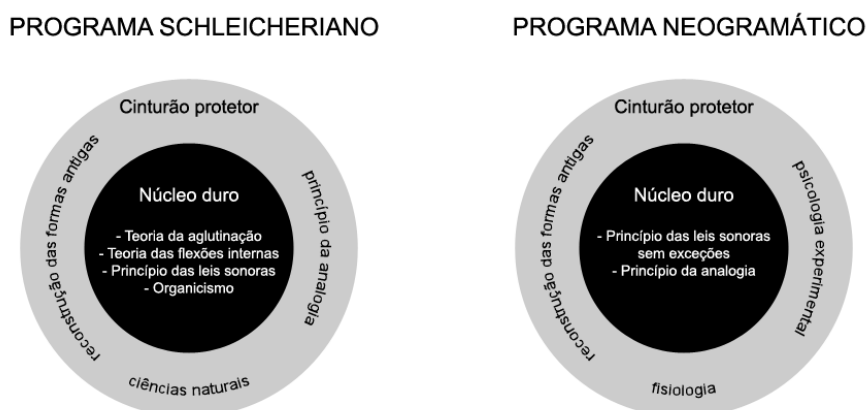 PROGRAMA SCHLEICHERIANO
Cinturão protetor
reconstrução das formas antigas
princípio da analogia
Núcleo duro
- Teoria da aglutinação
- Teoria das flexões internas
- Princípio das leis sonoras
- Organicismo
ciências naturais
PROGRAMA NEOGRAMÁTICO
Cinturão protetor
reconstrução das formas antigas
psicologia experimental
Núcleo duro
- Princípio das leis sonoras
sem exceções
- Princípio da analogia
fisiologia